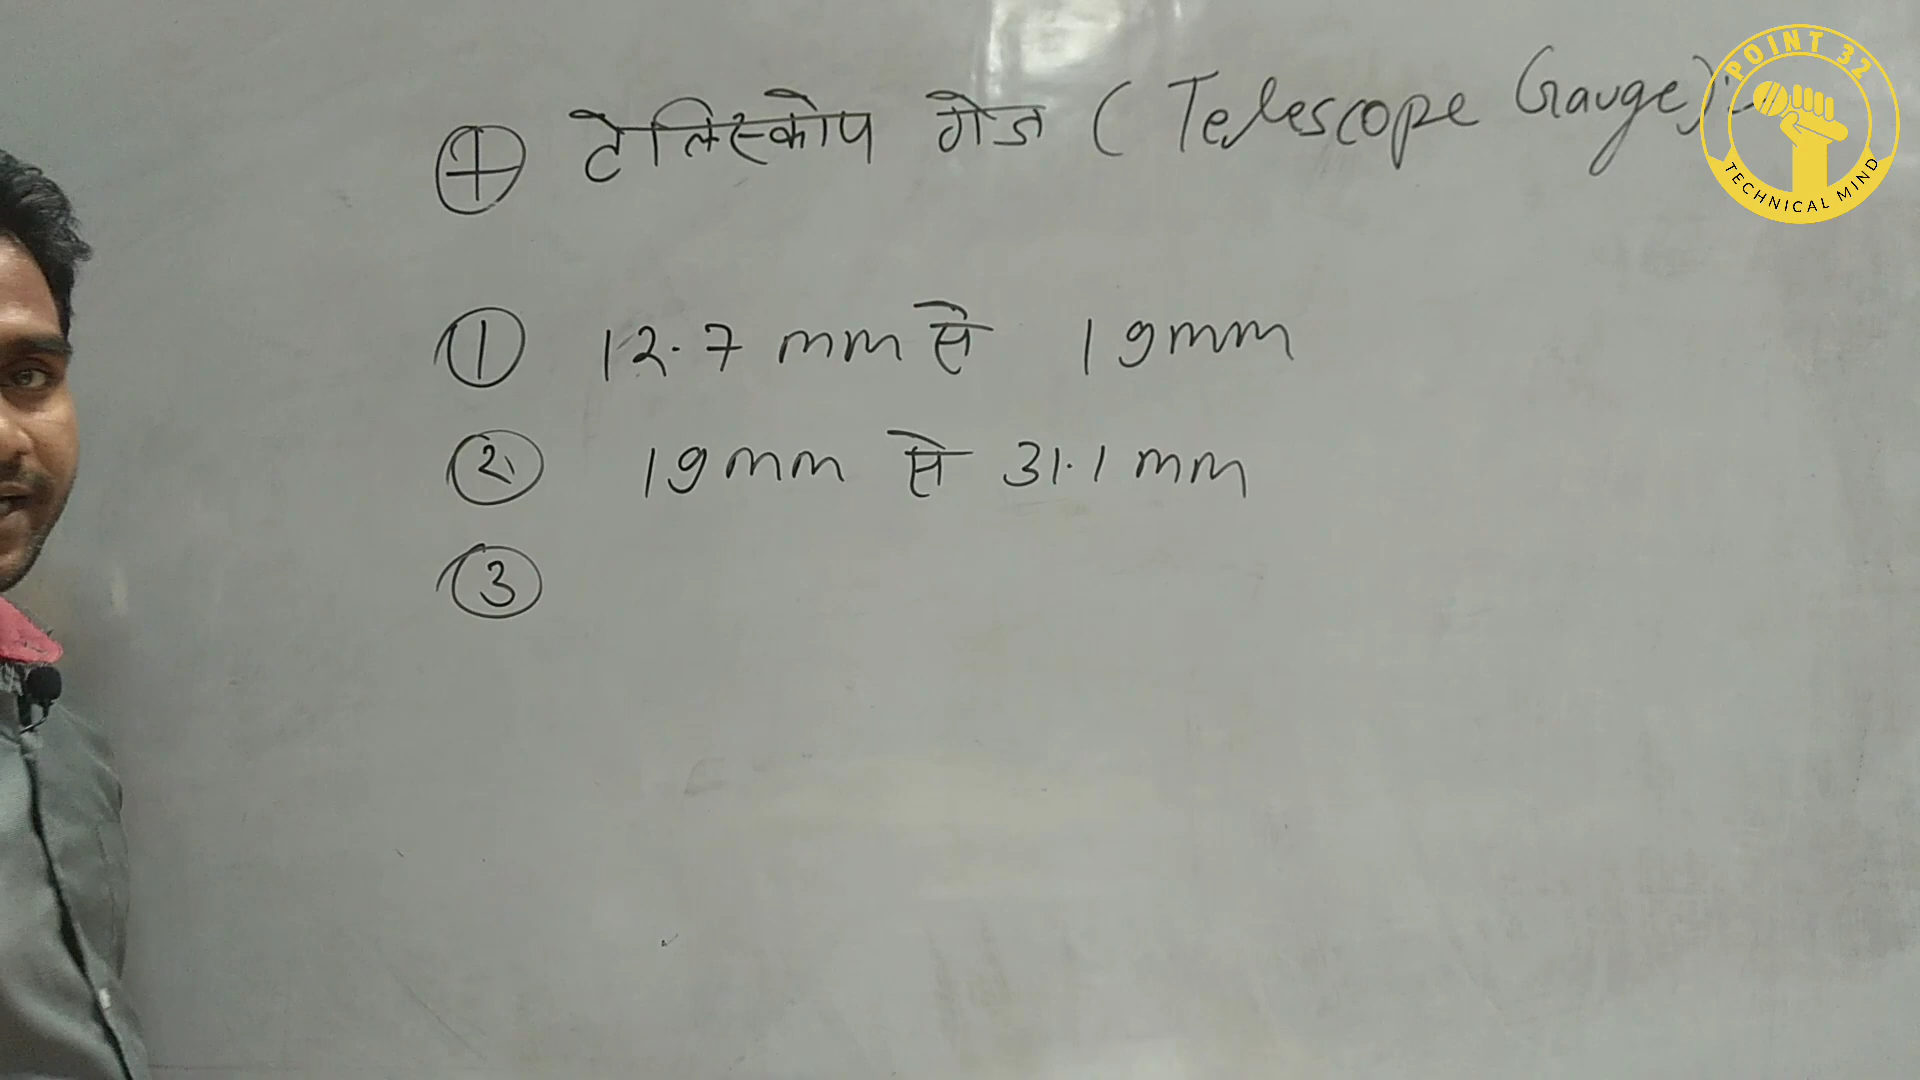 ⊕ टेलिस्कोप गेज ( Telescope Gauge):-
① 12.7 mm से 19mm
② 19mm से 31.1 mm
③
POINT 32
TECHNICAL MIND